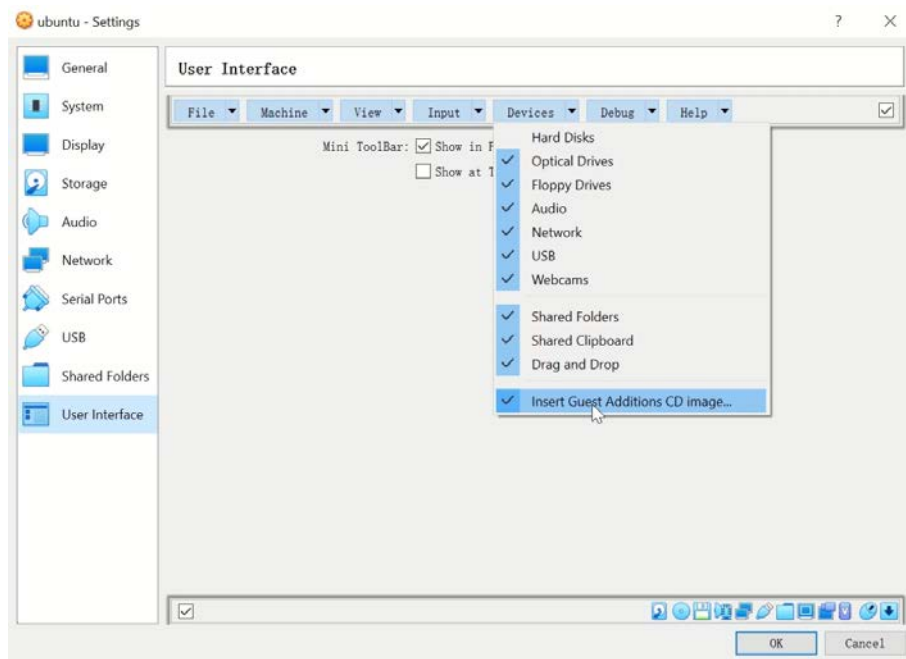 ubuntu - Settings
?
General
System
Display
Storage
Audio
Network
Serial Ports
USB
Shared Folders
User Interface
User Interface
File Machine View Input Devices Debug Help
Mini ToolBar: Show in
Show at
Hard Disks
Optical Drives
Floppy Drives
Audio
Network
USB
Webcams
Shared Folders
Shared Clipboard
Drag and Drop
Insert Guest Additions CD image...
OK Cancel